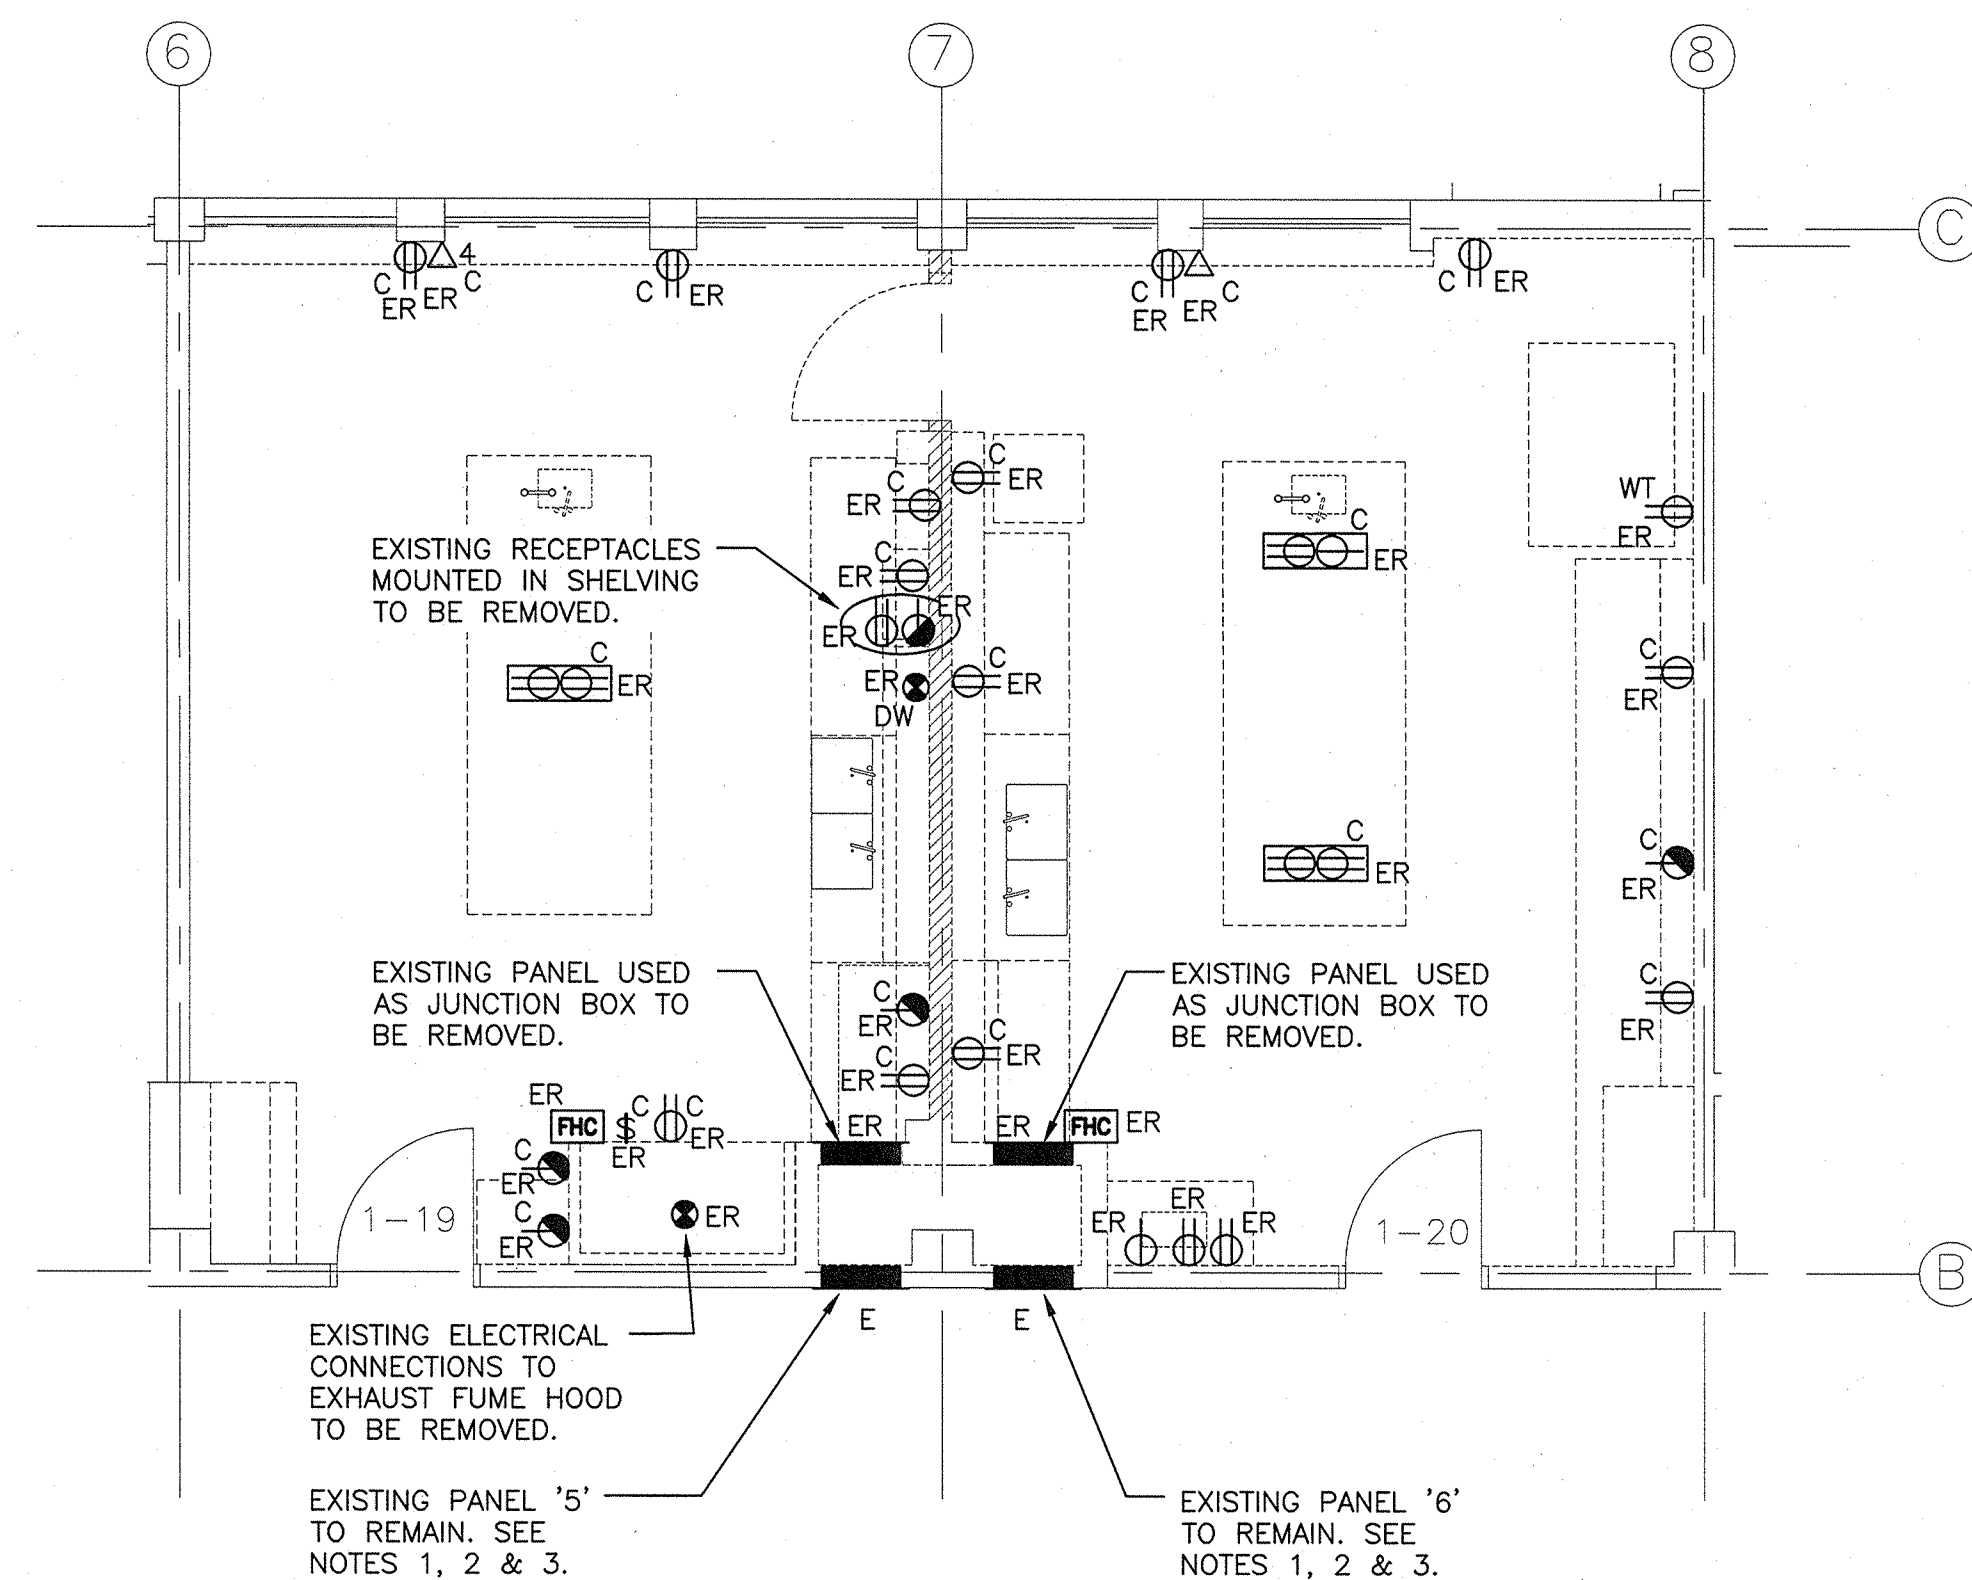 6
7
8
C
4
C
ER
ER
C
C
ER
C
ER
ER
C
C
ER
C
ER
C
ER
WT
ER
C
ER
EXISTING RECEPTACLES
MOUNTED IN SHELVING
TO BE REMOVED.
C
ER
ER
ER
C
ER
ER
DW
C
ER
C
ER
C
ER
C
ER
EXISTING PANEL USED
AS JUNCTION BOX TO
BE REMOVED.
EXISTING PANEL USED
AS JUNCTION BOX TO
BE REMOVED.
C
ER
C
ER
C
ER
C
ER
ER
FHC
$
C
C
ER
ER
ER
ER
FHC
ER
C
ER
C
ER
1-19
ER
ER
ER
ER
1-20
B
E
E
EXISTING ELECTRICAL
CONNECTIONS TO
EXHAUST FUME HOOD
TO BE REMOVED.
EXISTING PANEL '5'
TO REMAIN. SEE
NOTES 1, 2 & 3.
EXISTING PANEL '6'
TO REMAIN. SEE
NOTES 1, 2 & 3.